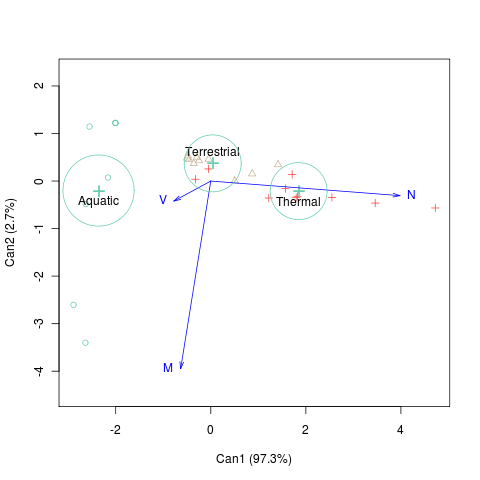 2
1
0
-1
-2
-3
-4
Can2 (2.7%)
Terrestrial
Aquatic
V
Thermal
N
M
-2
0
2
4
Can1 (97.3%)